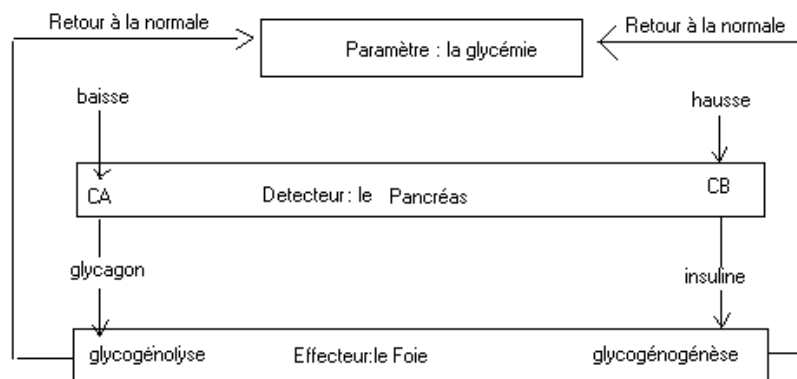 Retour à la normale
Retour à la normale
Paramètre : la glycémie
baisse
hausse
CA
Detecteur : le Pancréas
CB
glycagon
insuline
glycogénolyse
Effecteur:le Foie
glycogénogénèse